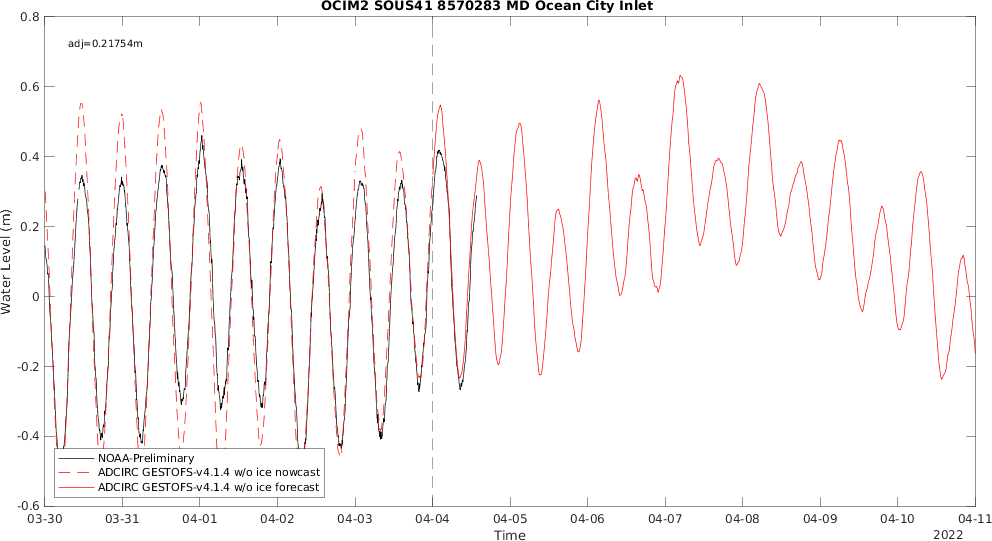 OCIM2 SOUS41 8570283 MD Ocean City Inlet
adj=0.21754m
0.8
0.6
0.4
0.2
0
-0.2
-0.4
-0.6
Water Level (m)
NOAA-Preliminary
ADCIRC GESTOFS-v4.1.4 w/o ice nowcast
ADCIRC GESTOFS-v4.1.4 w/o ice forecast
03-30 03-31 04-01 04-02 04-03 04-04 04-05 04-06 04-07 04-08 04-09 04-10 04-11
Time
2022